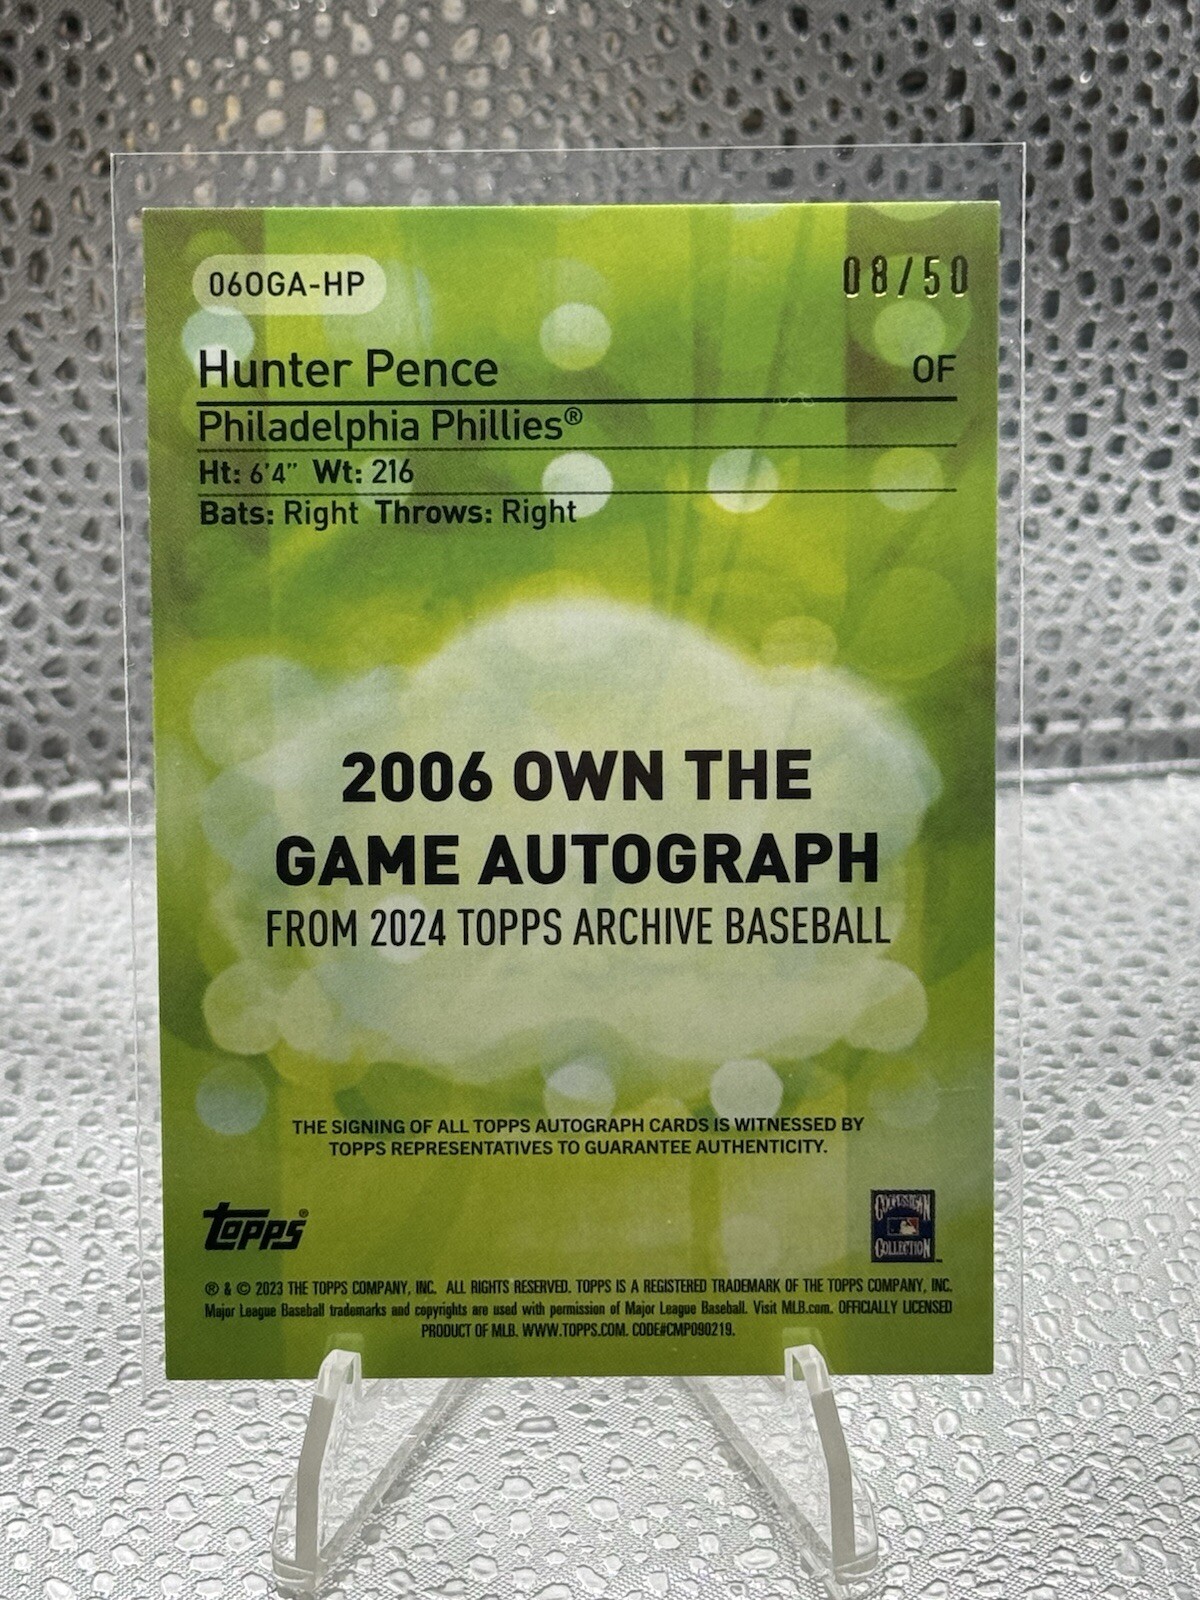 06OGA-HP
08/50
Hunter Pence OF
Philadelphia Phillies®
Ht: 6'4" Wt: 216
Bats: Right Throws: Right
2006 OWN THE
GAME AUTOGRAPH
FROM 2024 TOPPS ARCHIVE BASEBALL
THE SIGNING OF ALL TOPPS AUTOGRAPH CARDS IS WITNESSED BY
TOPPS REPRESENTATIVES TO GUARANTEE AUTHENTICITY.
Topps®
COOPERSTOWN
COLLECTION™
® & © 2023 THE TOPPS COMPANY, INC. ALL RIGHTS RESERVED. TOPPS IS A REGISTERED TRADEMARK OF THE TOPPS COMPANY, INC.
Major League Baseball trademarks and copyrights are used with permission of Major League Baseball. Visit MLB.com. OFFICIALLY LICENSED
PRODUCT OF MLB. WWW.TOPPS.COM. CODE#CMP090219.